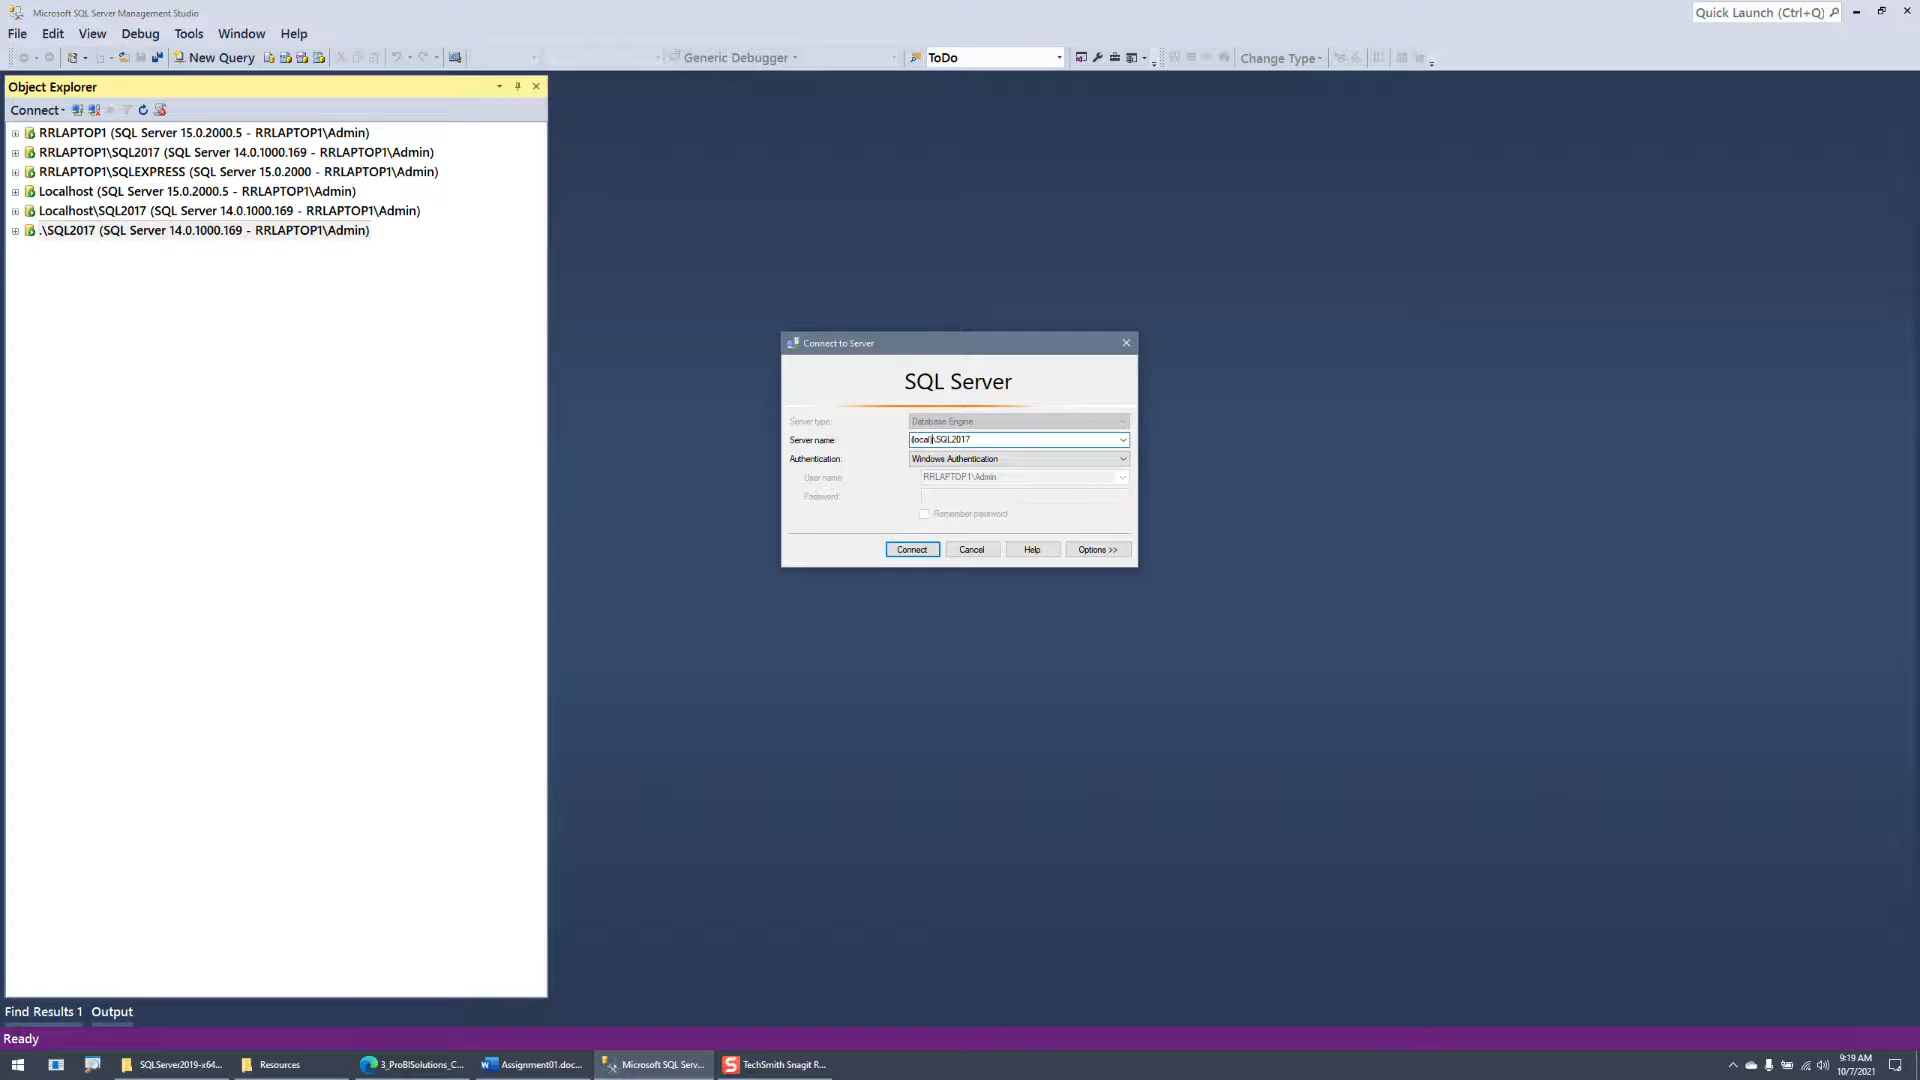 Microsoft SQL Server Management Studio
Quick Launch (Ctrl+Q)
File Edit View Debug Tools Window Help
New Query Generic Debugger ToDo Change Type
Object Explorer
Connect
RRLAPTOP1 (SQL Server 15.0.2000.5 - RRLAPTOP1\Admin)
RRLAPTOP1\SQL2017 (SQL Server 14.0.1000.169 - RRLAPTOP1\Admin)
RRLAPTOP1\SQLEXPRESS (SQL Server 15.0.2000 - RRLAPTOP1\Admin)
Localhost (SQL Server 15.0.2000.5 - RRLAPTOP1\Admin)
Localhost\SQL2017 (SQL Server 14.0.1000.169 - RRLAPTOP1\Admin)
.\SQL2017 (SQL Server 14.0.1000.169 - RRLAPTOP1\Admin)
Connect to Server
SQL Server
Server type: Database Engine
Server name: (local)\SQL2017
Authentication: Windows Authentication
User name: RRLAPTOP1\Admin
Password:
Remember password
Connect Cancel Help Options >>
Find Results 1 Output
Ready
SQLServer2019-x64... Resources 3_ProBISolutions_C... Assignment01.doc... Microsoft SQL Serv... TechSmith Snagit R...
9:19 AM
10/7/2021